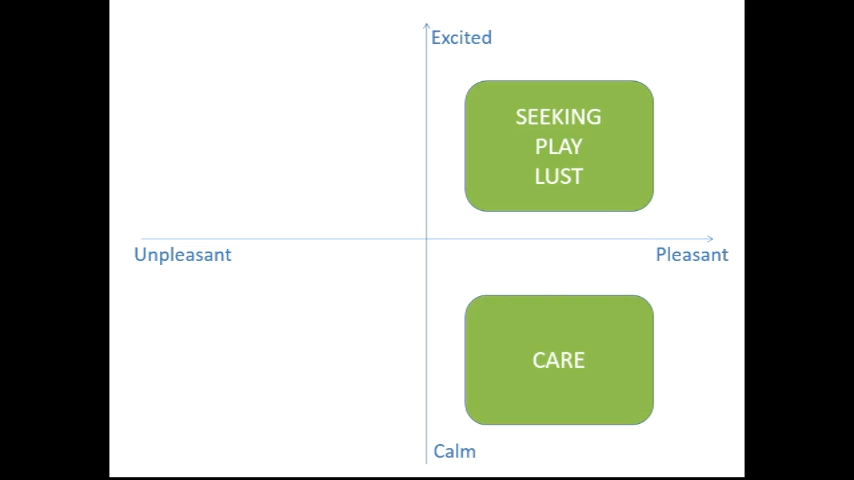 Excited
SEEKING
PLAY
LUST
Unpleasant
Pleasant
CARE
Calm